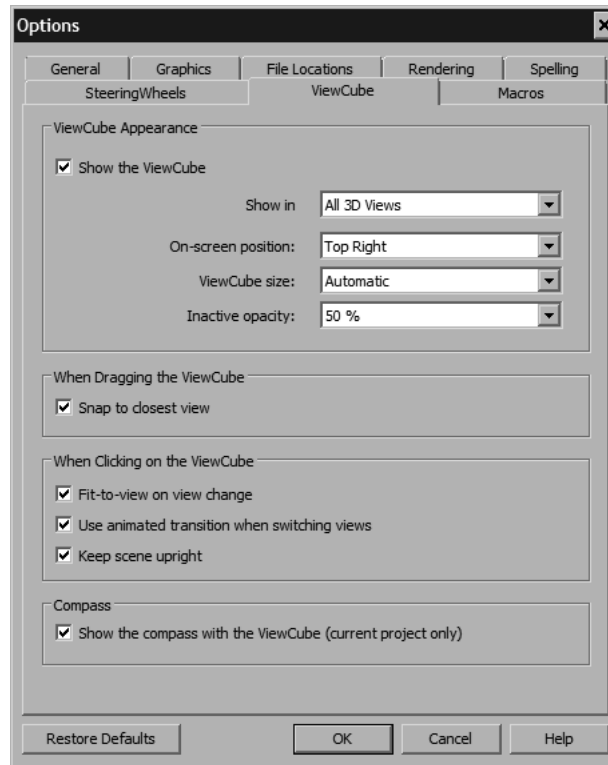 Options
General Graphics File Locations Rendering Spelling
SteeringWheels ViewCube Macros
ViewCube Appearance
Show the ViewCube
Show in All 3D Views
On-screen position: Top Right
ViewCube size: Automatic
Inactive opacity: 50 %
When Dragging the ViewCube
Snap to closest view
When Clicking on the ViewCube
Fit-to-view on view change
Use animated transition when switching views
Keep scene upright
Compass
Show the compass with the ViewCube (current project only)
Restore Defaults OK Cancel Help